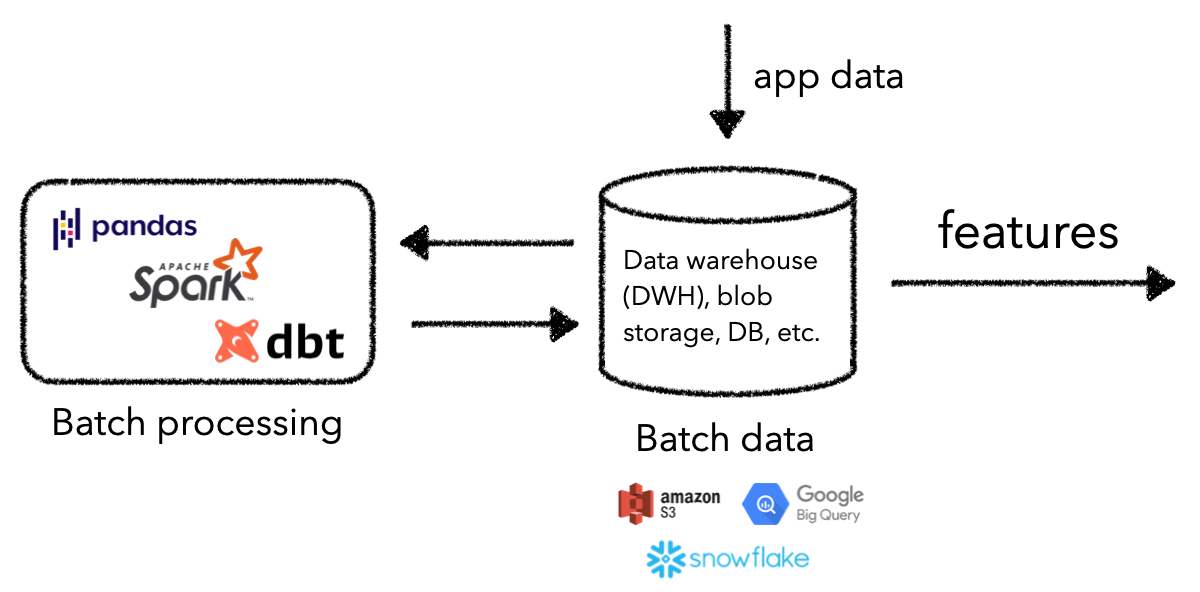 app data
pandas
APACHE
Spark™
dbt
Batch processing
Data warehouse
(DWH), blob
storage, DB, etc.
features
Batch data
amazon
S3
Google
Big Query
snowflake